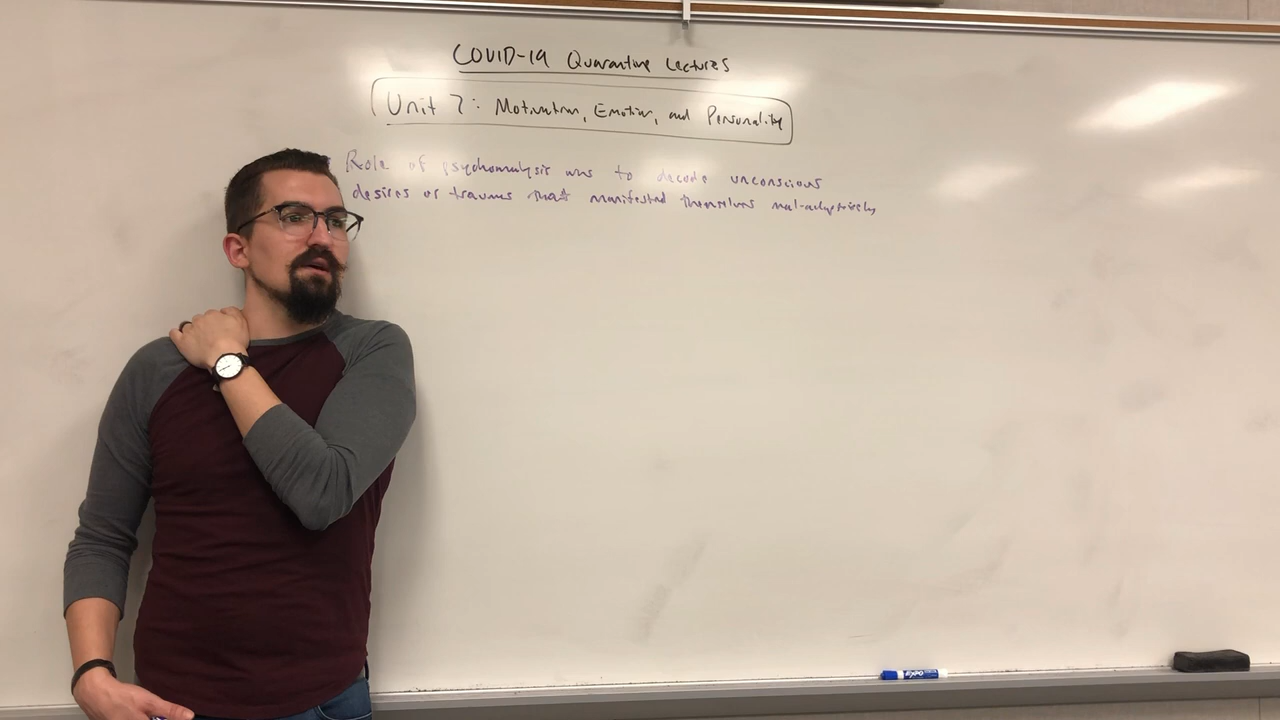 COVID-19 Quarantine Lectures
Unit 7: Motivation, Emotion, and Personality
Role of psychoanalysis was to decode unconscious
desires or traumas that manifested themselves mal-adaptively
EXPO